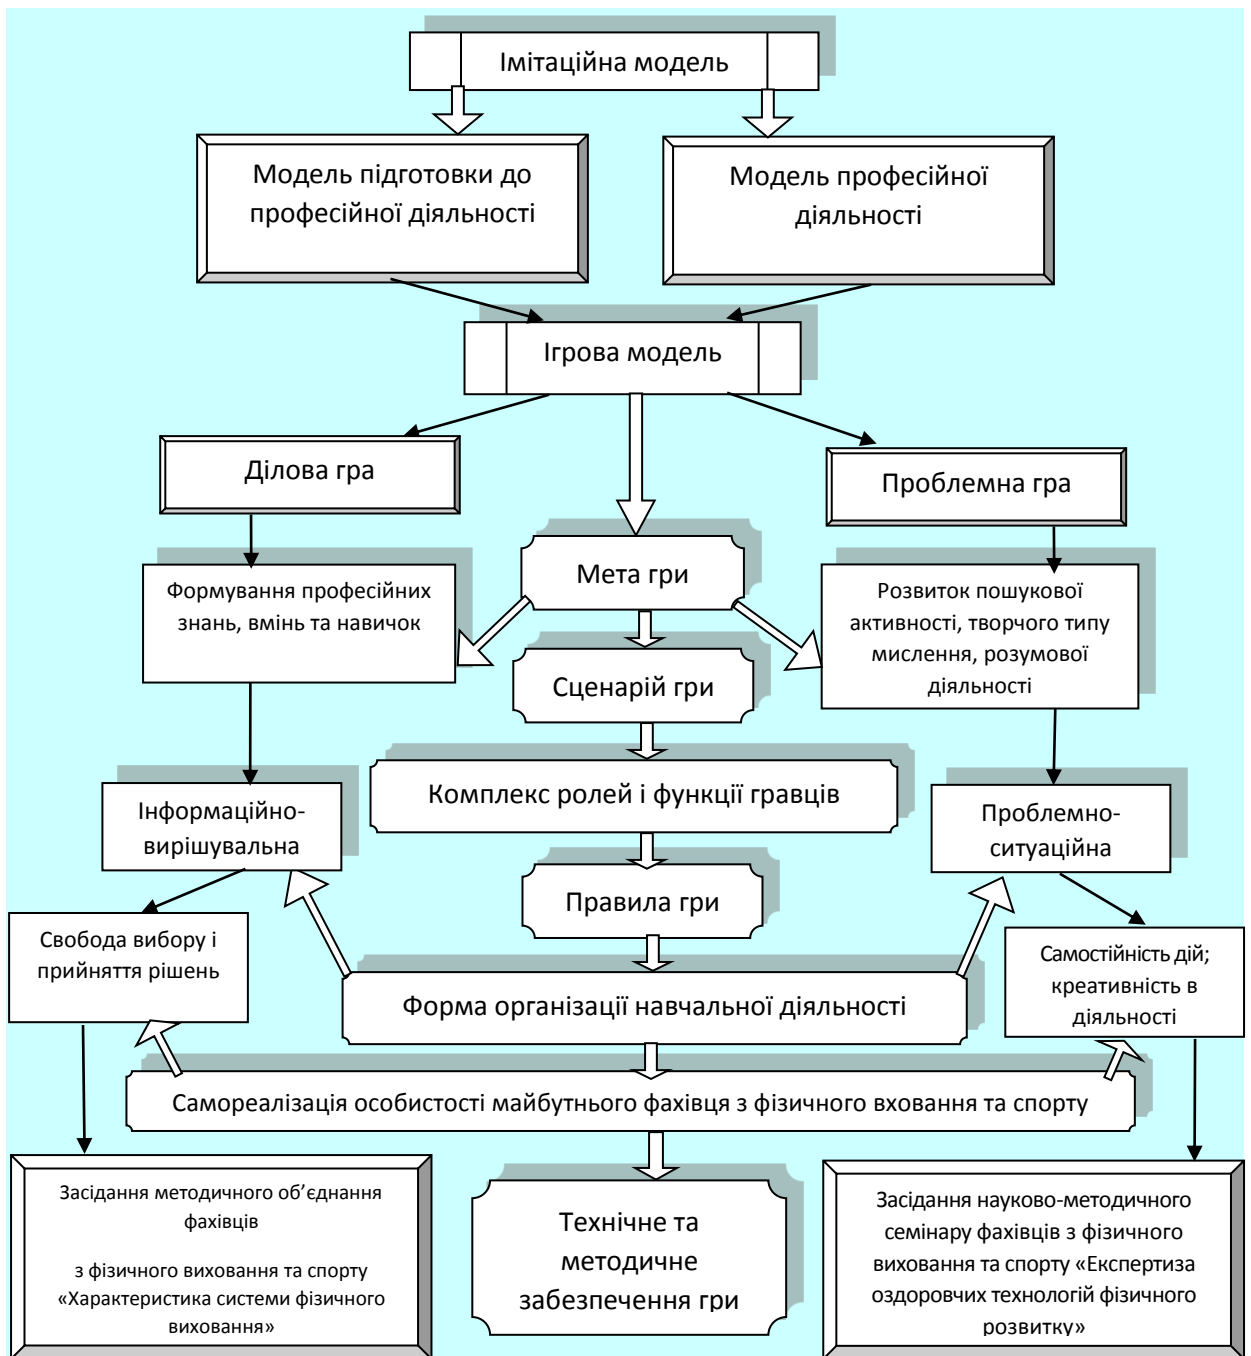 Імітаційна модель
Модель підготовки до
професійної діяльності
Модель професійної
діяльності
Ігрова модель
Ділова гра
Проблемна гра
Мета гри
Формування професійних
знань, вмінь та навичок
Розвиток пошукової
активності, творчого типу
мислення, розумової
діяльності
Сценарій гри
Комплекс ролей і функції гравців
Інформаційно-
вирішувальна
Проблемно-
ситуаційна
Правила гри
Свобода вибору і
прийняття рішень
Самостійність дій;
креативність в
діяльності
Форма організації навчальної діяльності
Самореалізація особистості майбутнього фахівця з фізичного вховання та спорту
Засідання методичного об’єднання
фахівців
з фізичного виховання та спорту
«Характеристика системи фізичного
виховання»
Технічне та
методичне
забезпечення гри
Засідання науково-методичного
семінару фахівців з фізичного
виховання та спорту «Експертиза
оздоровчих технологій фізичного
розвитку»